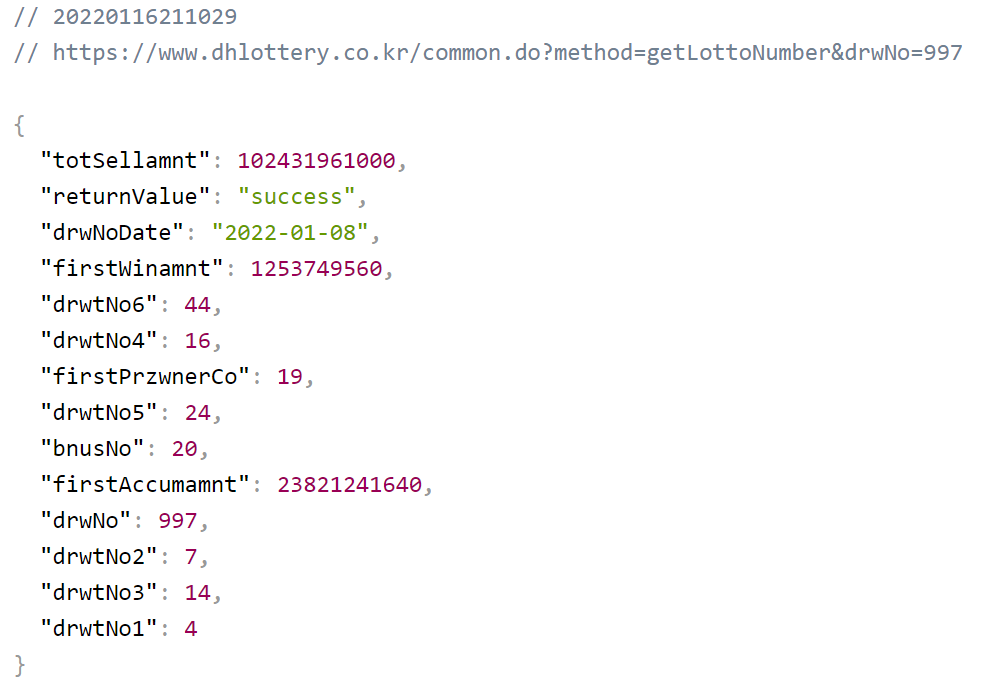 // 20220116211029
// https://www.dhlottery.co.kr/common.do?method=getLottoNumber&drwNo=997
{
"totSellamnt": 102431961000,
"returnValue": "success",
"drwNoDate": "2022-01-08",
"firstWinamnt": 1253749560,
"drwtNo6": 44,
"drwtNo4": 16,
"firstPrzwnerCo": 19,
"drwtNo5": 24,
"bnusNo": 20,
"firstAccumamnt": 23821241640,
"drwNo": 997,
"drwtNo2": 7,
"drwtNo3": 14,
"drwtNo1": 4
}